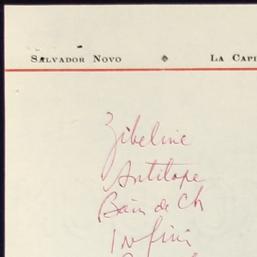 SALVADOR NOVO LA CAPI
Zibeline
Antilope
Bain de Ch
Infini